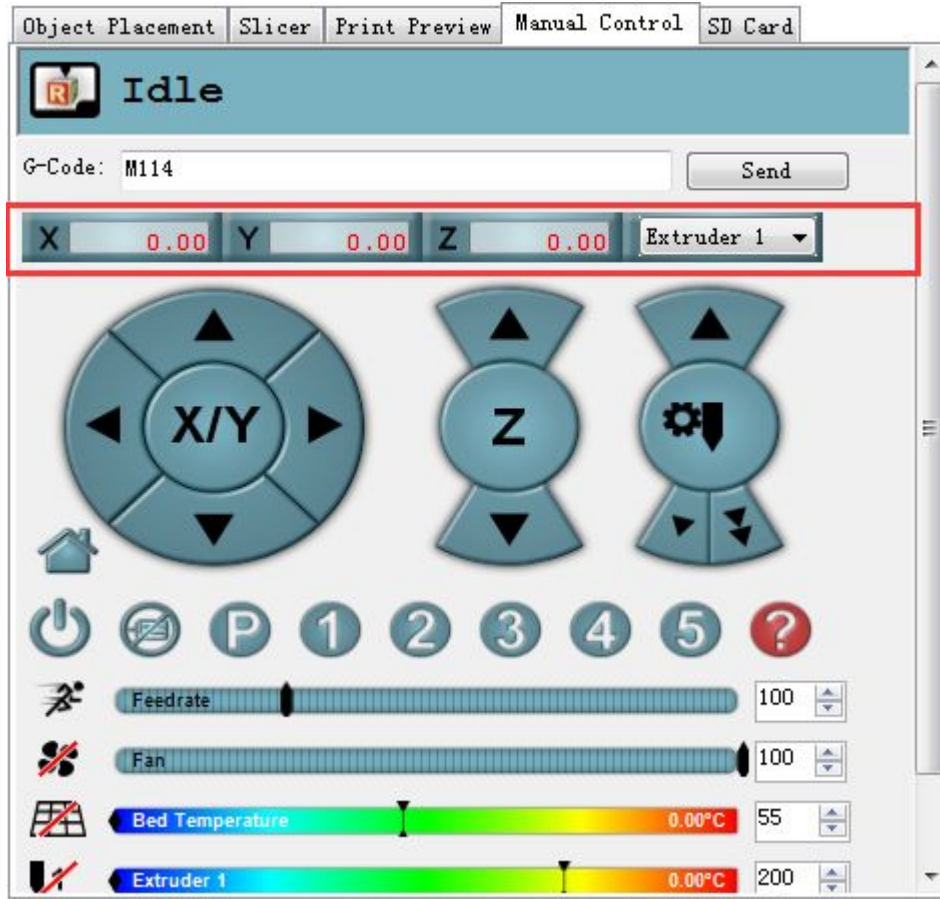 Object Placement Slicer Print Preview Manual Control SD Card
R Idle
G-Code: M114 Send
X 0.00 Y 0.00 Z 0.00 Extruder 1
X/Y Z
P 1 2 3 4 5 ?
Feedrate 100
Fan 100
Bed Temperature 0.00°C 55
1 Extruder 1 0.00°C 200